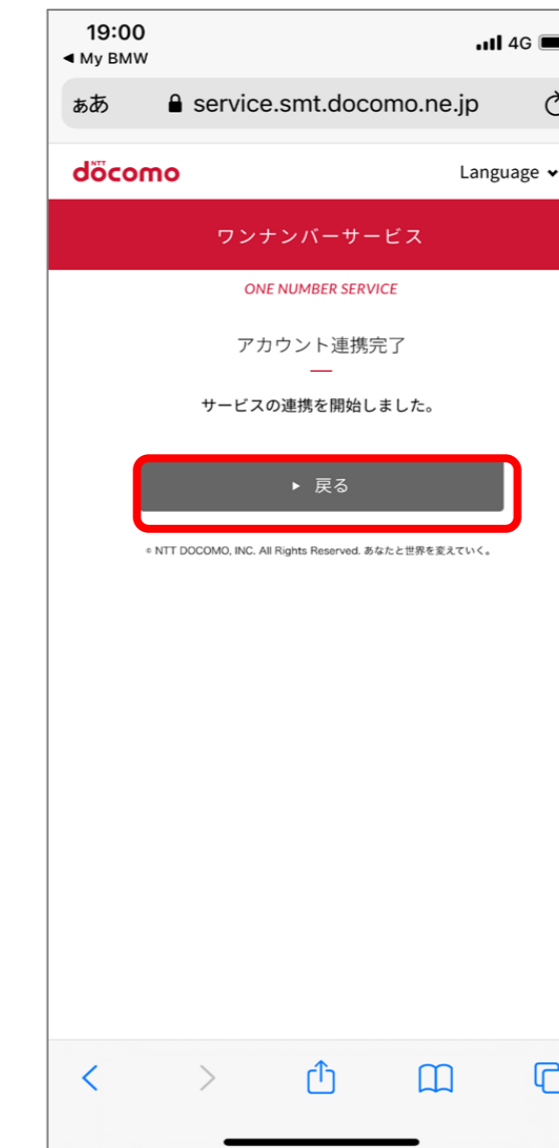 19:00
4G
◀ My BMW
ぁあ service.smt.docomo.ne.jp
NTT
döcomo
Language
ワンナンバーサービス
ONE NUMBER SERVICE
アカウント連携完了
サービスの連携を開始しました。
▶ 戻る
© NTT DOCOMO, INC. All Rights Reserved. あなたと世界を変えていく。